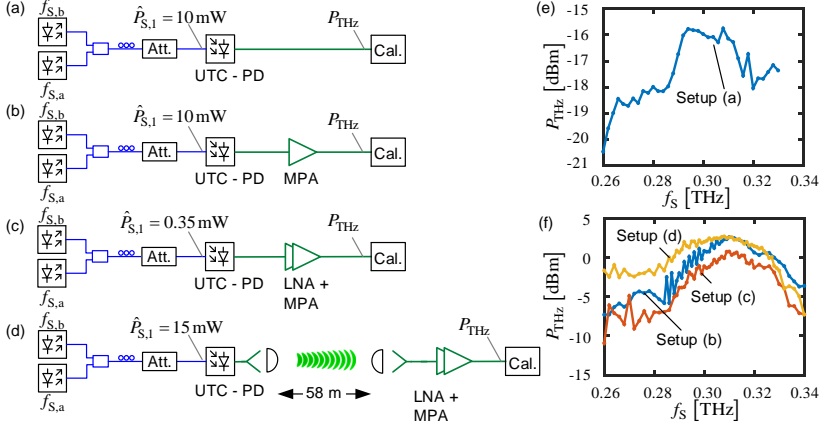 (a)
f_S,b
f_S,a
P̂_S,1 = 10 mW
Att.
UTC - PD
P_THz
Cal.
(b)
f_S,b
f_S,a
P̂_S,1 = 10 mW
Att.
UTC - PD
MPA
P_THz
Cal.
(c)
f_S,b
f_S,a
P̂_S,1 = 0.35 mW
Att.
UTC - PD
LNA +
MPA
P_THz
Cal.
(d)
f_S,b
f_S,a
P̂_S,1 = 15 mW
Att.
UTC - PD
58 m
LNA +
MPA
P_THz
Cal.
(e)
P_THz [dBm]
-15
-16
-17
-18
-19
-20
-21
Setup (a)
0.26 0.28 0.30 0.32 0.34
f_S [THz]
(f)
P_THz [dBm]
5
0
-5
-10
-15
Setup (d)
Setup (c)
Setup (b)
0.26 0.28 0.30 0.32 0.34
f_S [THz]